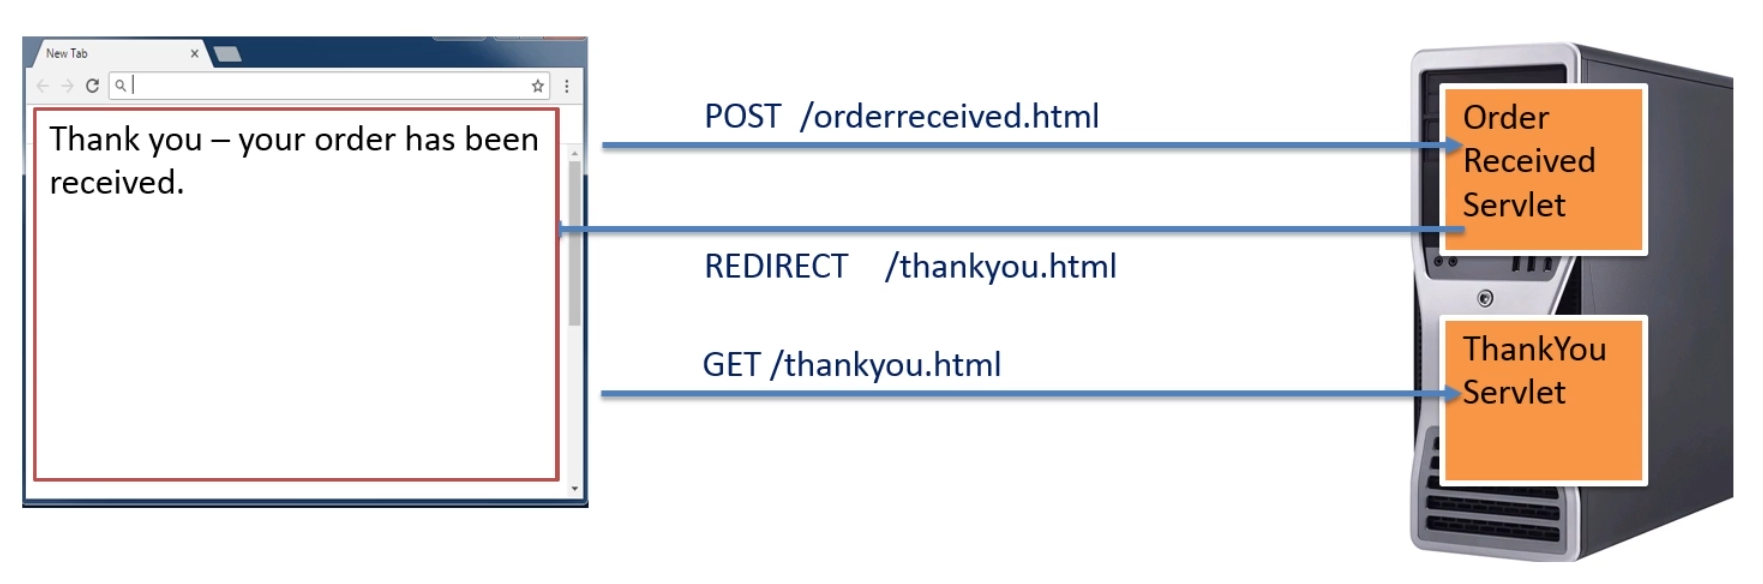 New Tab
Thank you – your order has been
received.
POST /orderreceived.html
REDIRECT /thankyou.html
GET /thankyou.html
Order
Received
Servlet
ThankYou
Servlet